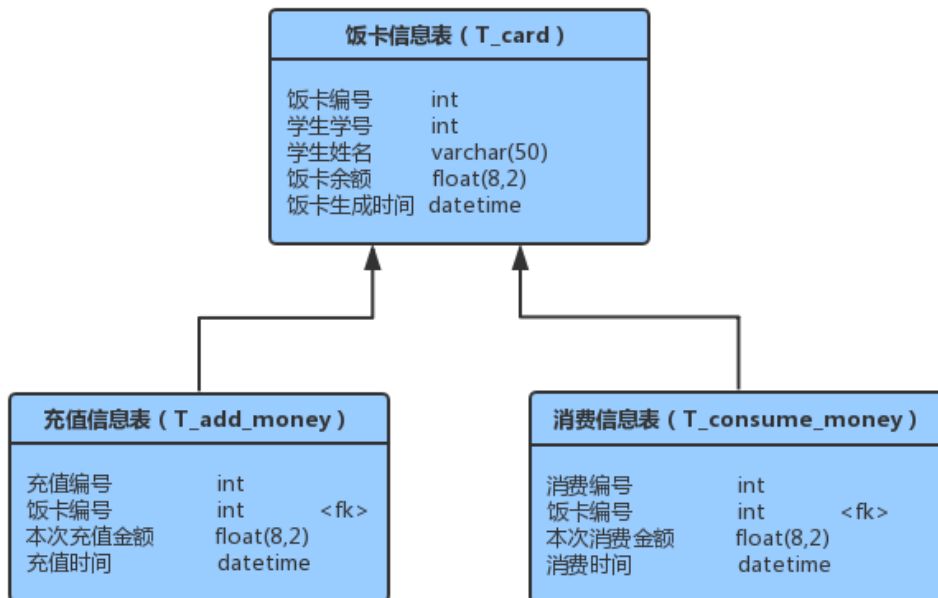 饭卡信息表（T_card）
饭卡编号 int
学生学号 int
学生姓名 varchar(50)
饭卡余额 float(8,2)
饭卡生成时间 datetime
充值信息表（T_add_money）
充值编号 int
饭卡编号 int <fk>
本次充值金额 float(8,2)
充值时间 datetime
消费信息表（T_consume_money）
消费编号 int
饭卡编号 int <fk>
本次消费金额 float(8,2)
消费时间 datetime